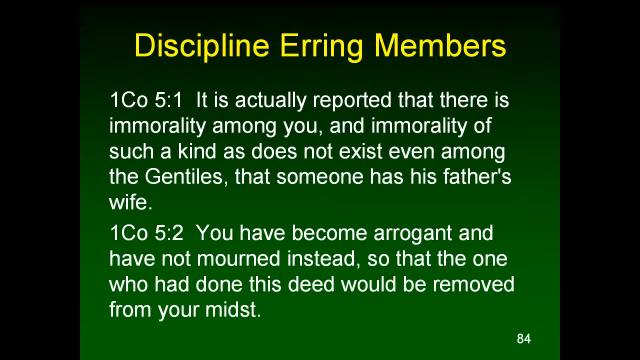 Discipline Erring Members
1Co 5:1  It is actually reported that there is
immorality among you, and immorality of
such a kind as does not exist even among
the Gentiles, that someone has his father's
wife.
1Co 5:2  You have become arrogant and
have not mourned instead, so that the one
who had done this deed would be removed
from your midst.
84